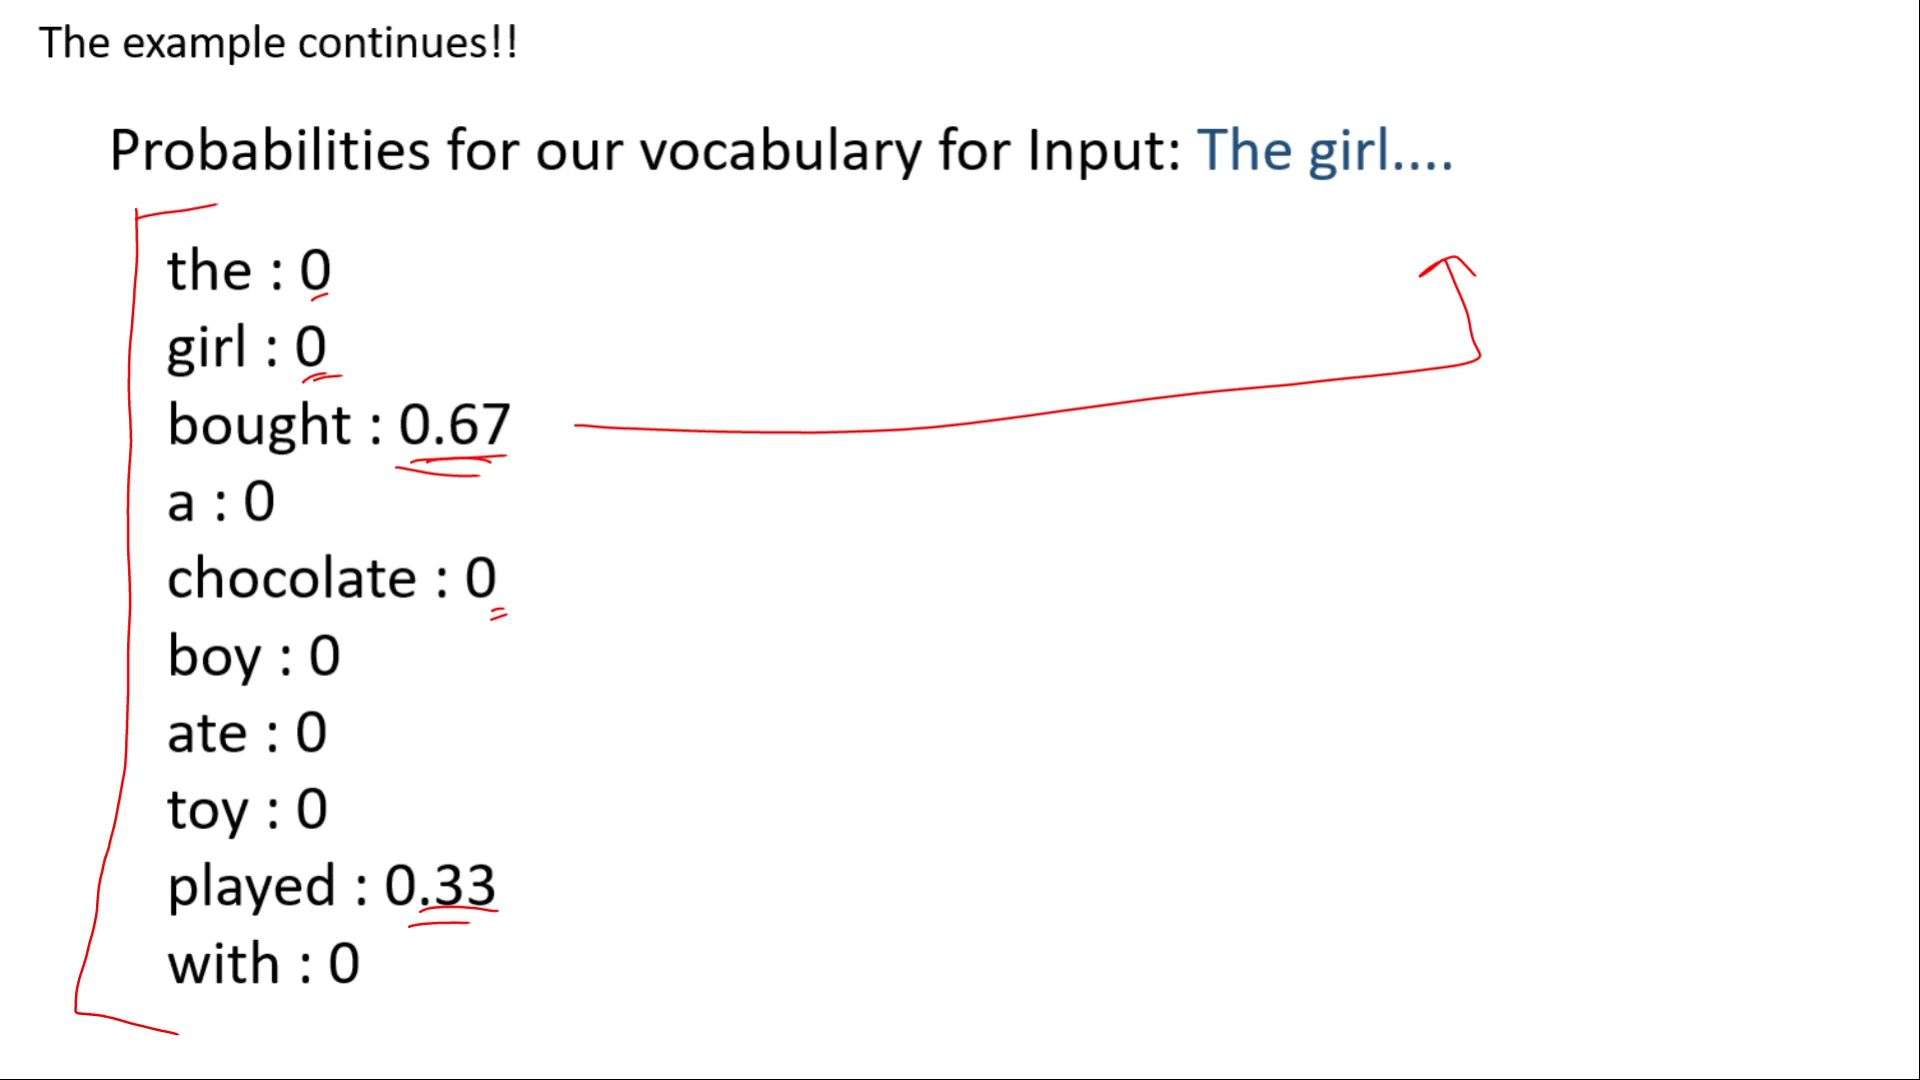 The example continues!!
Probabilities for our vocabulary for Input: The girl....
the : 0
girl : 0
bought : 0.67
a : 0
chocolate : 0
boy : 0
ate : 0
toy : 0
played : 0.33
with : 0